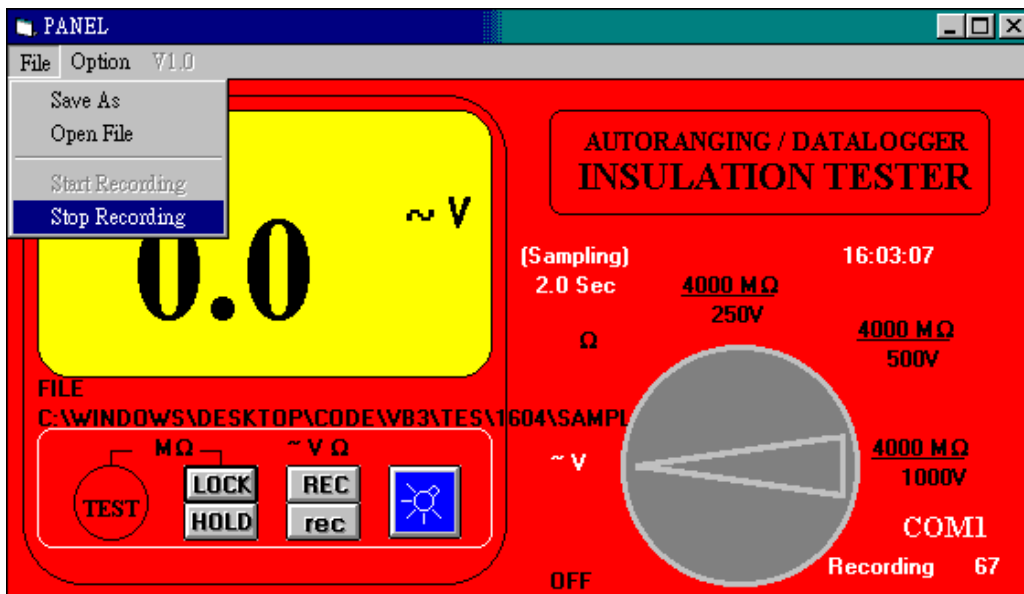 PANEL
File Option V1.0
Save As
Open File
Start Recording
Stop Recording
0.0
~ V
AUTORANGING / DATALOGGER
INSULATION TESTER
(Sampling)
2.0 Sec
16:03:07
4000 MΩ
250V
4000 MΩ
500V
Ω
4000 MΩ
1000V
~ V
OFF
FILE
C:\WINDOWS\DESKTOP\CODE\VB3\TES\1604\SAMPL
MΩ
~ V Ω
TEST
LOCK
REC
HOLD
rec
COM1
Recording 67